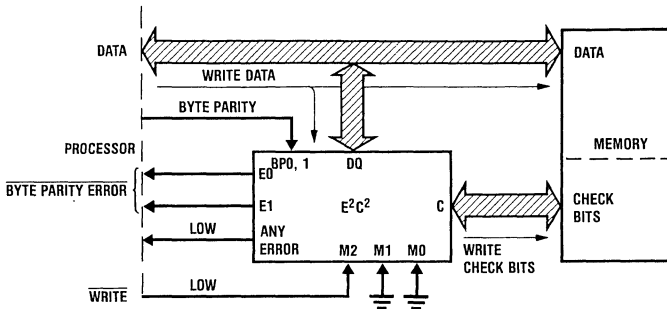 DATA
DATA
WRITE DATA
BYTE PARITY
MEMORY
PROCESSOR
BP0, 1
DQ
E0
BYTE PARITY ERROR
E1
E²C²
C
CHECK
BITS
LOW
ANY
ERROR
WRITE
CHECK BITS
M2
M1
M0
WRITE
LOW